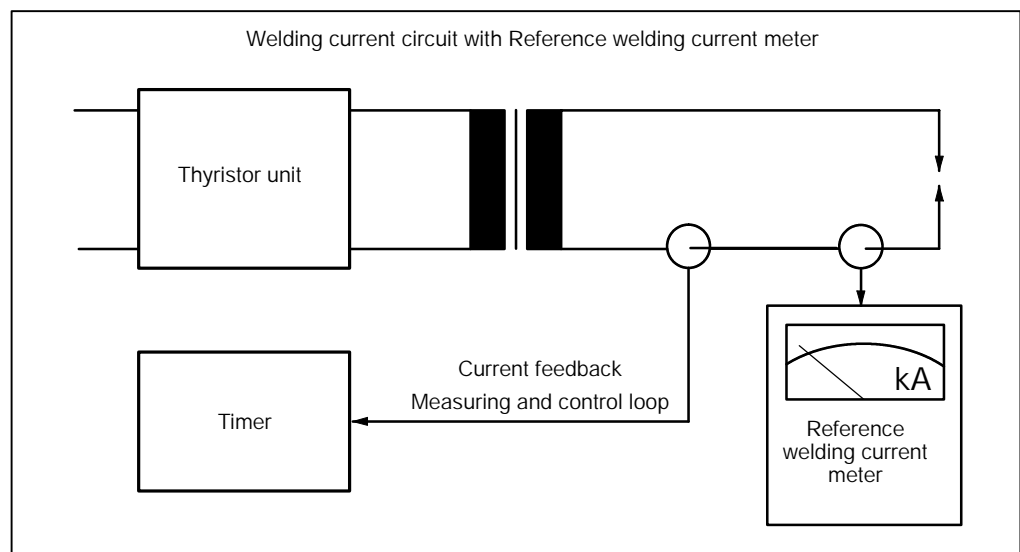 Welding current circuit with Reference welding current meter
Thyristor unit
Current feedback
Measuring and control loop
Timer
kA
Reference
welding current
meter